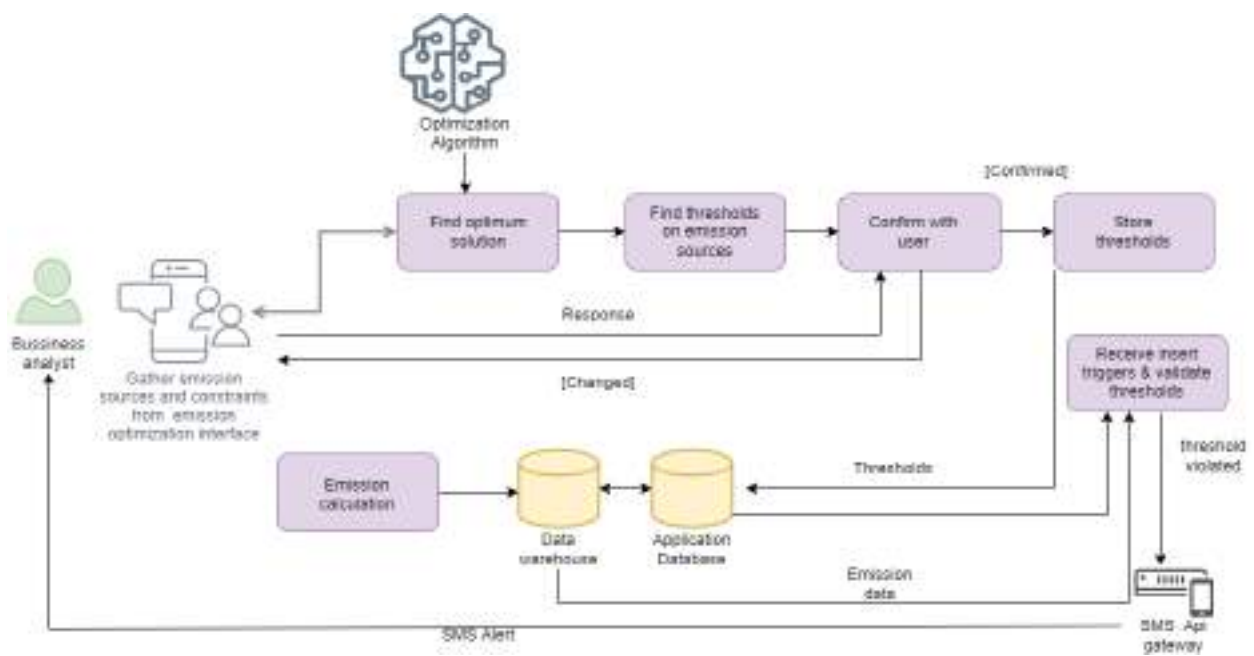 Optimization
Algorithm
[Confirmed]
Find optimum
solution
Find thresholds
on emission
sources
Confirm with
user
Store
thresholds
Response
Bussiness
analyst
[Changed]
Gather emission
sources and constraints
from emission
optimization interface
Receive insert
triggers & validate
thresholds
threshold
violated
Thresholds
Emission
calculation
Data
warehouse
Application
Database
Emission
data
SMS Alert
SMS Api
gateway